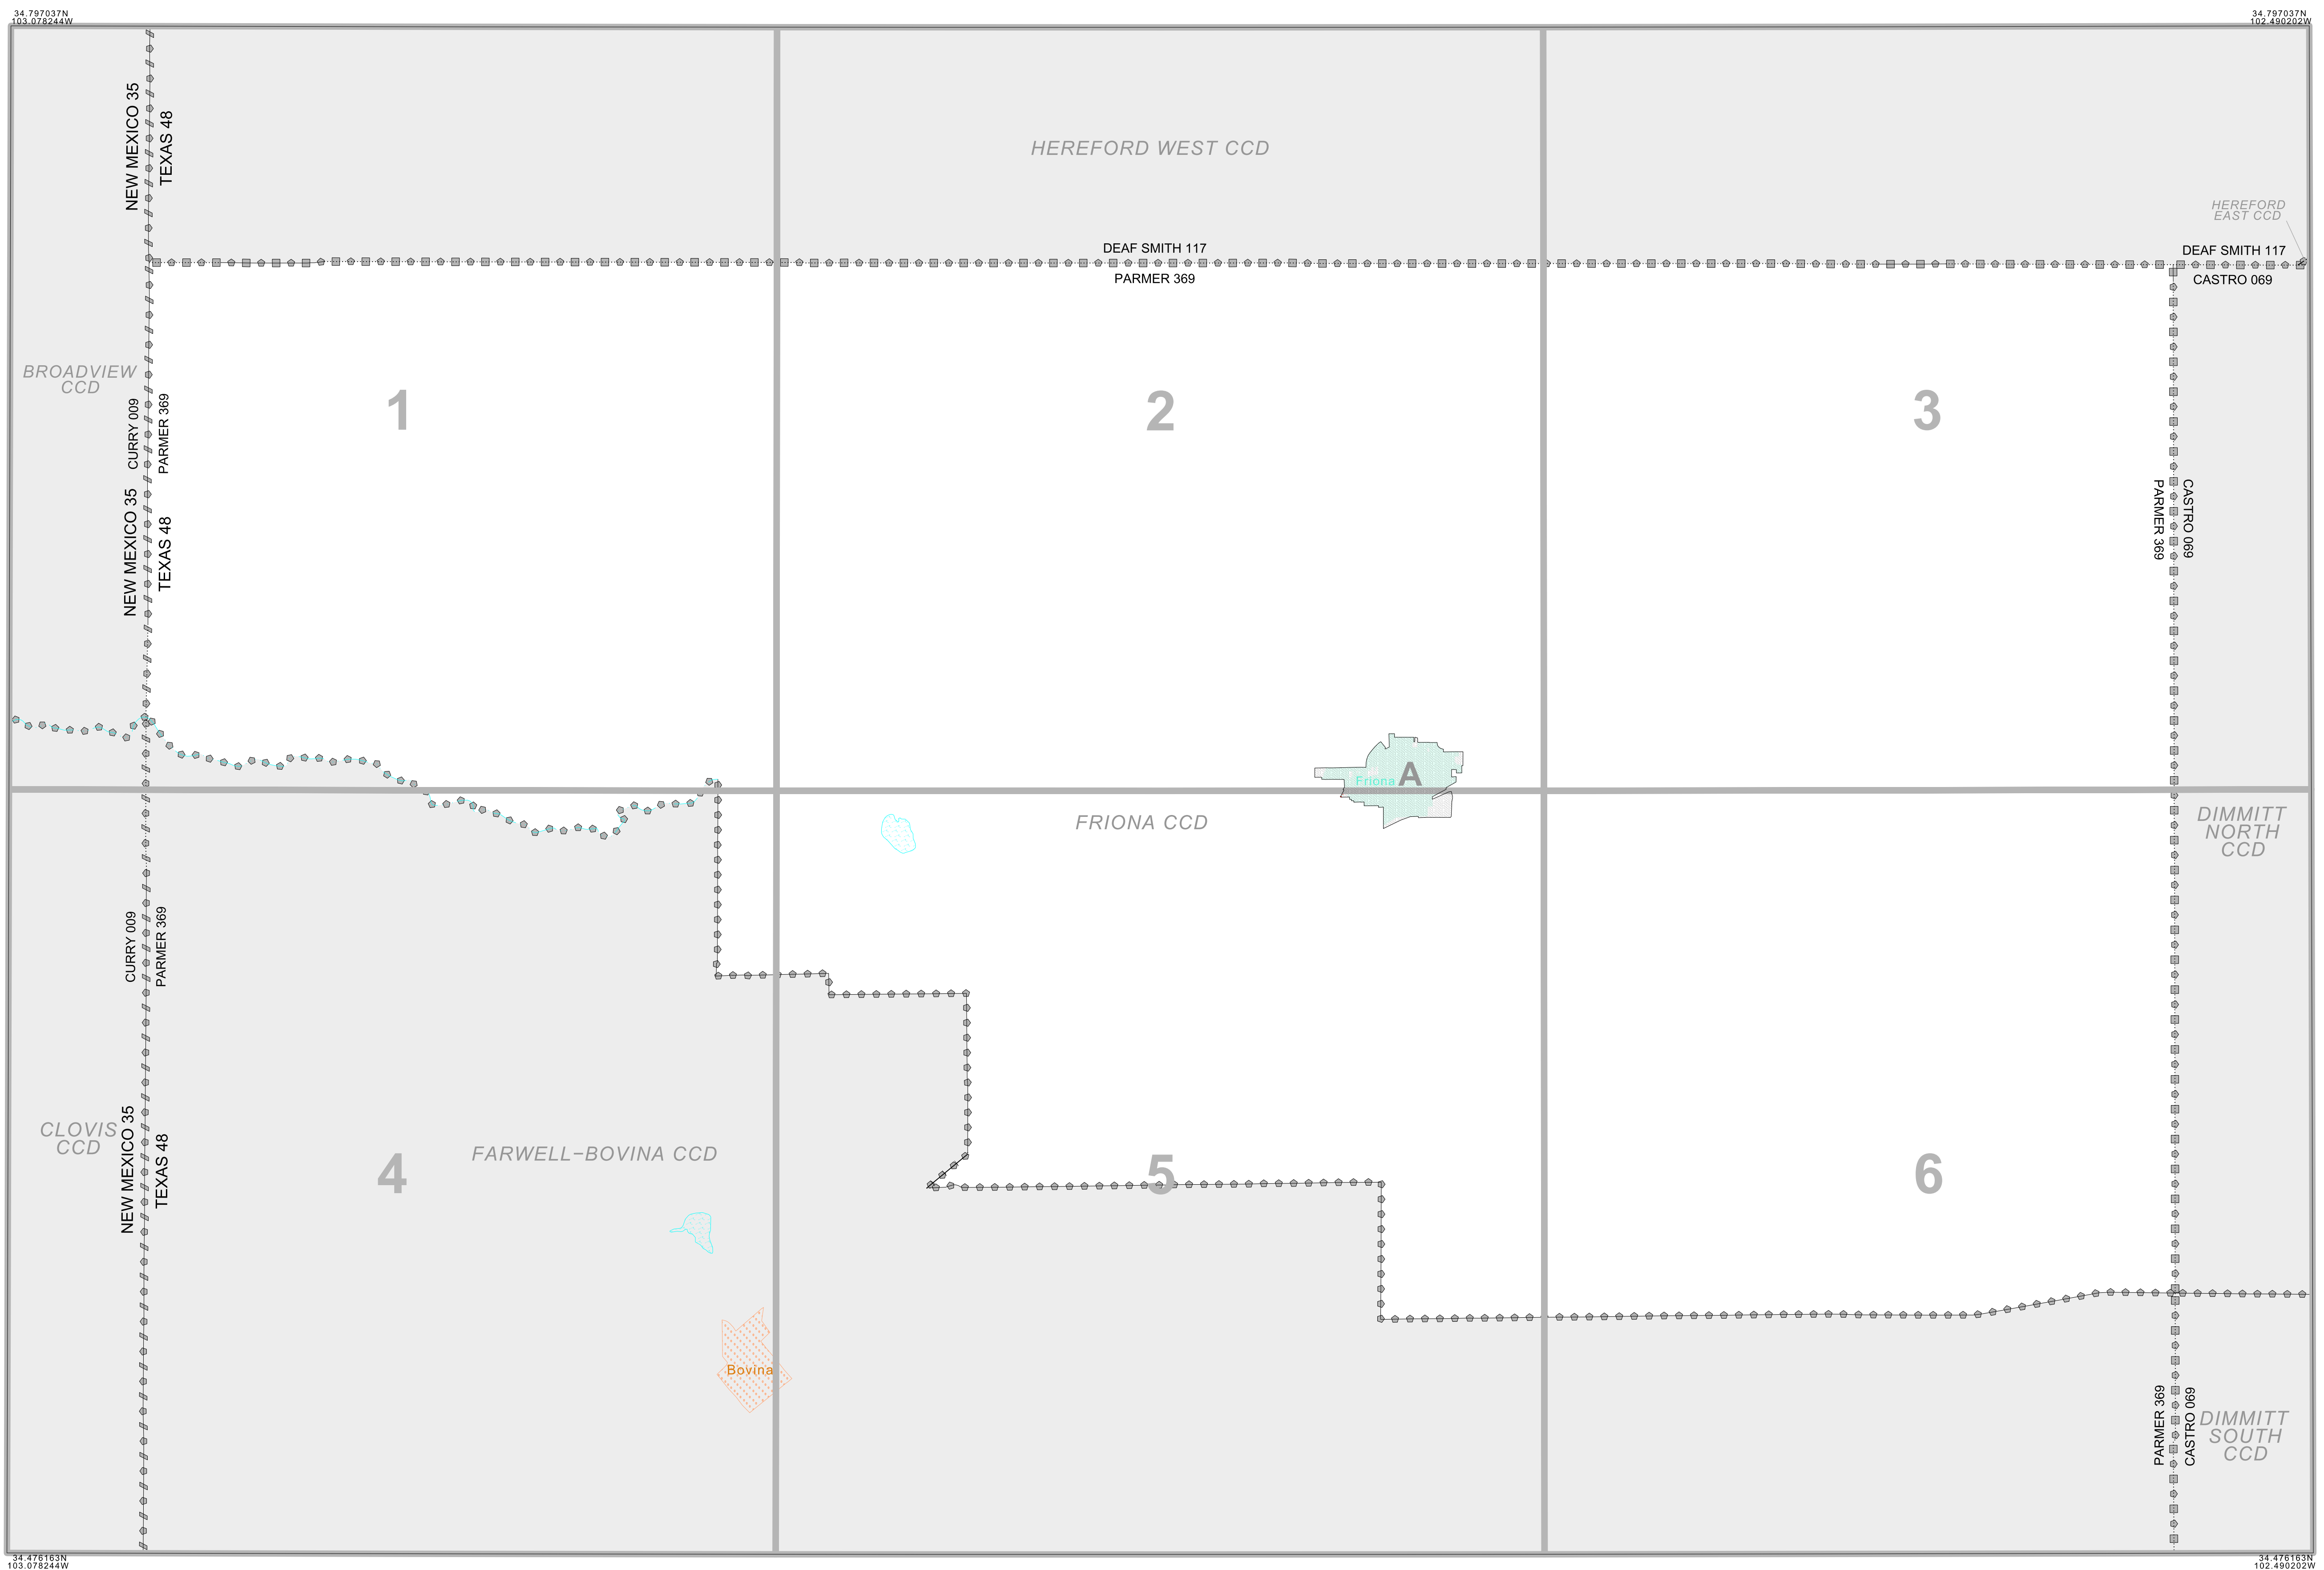 34.797037N
103.078244W
34.797037N
102.490202W
NEW MEXICO 35
TEXAS 48
HEREFORD WEST CCD
HEREFORD
EAST CCD
DEAF SMITH 117
PARMER 369
DEAF SMITH 117
CASTRO 069
BROADVIEW
CCD
CURRY 009
PARMER 369
1
2
3
NEW MEXICO 35
TEXAS 48
PARMER 369
CASTRO 069
Friona
A
FRIONA CCD
DIMMITT
NORTH
CCD
CURRY 009
PARMER 369
CLOVIS
CCD
NEW MEXICO 35
TEXAS 48
FARWELL-BOVINA CCD
4
5
6
Bovina
PARMER 369
CASTRO 069
DIMMITT
SOUTH
CCD
34.476163N
103.078244W
34.476163N
102.490202W